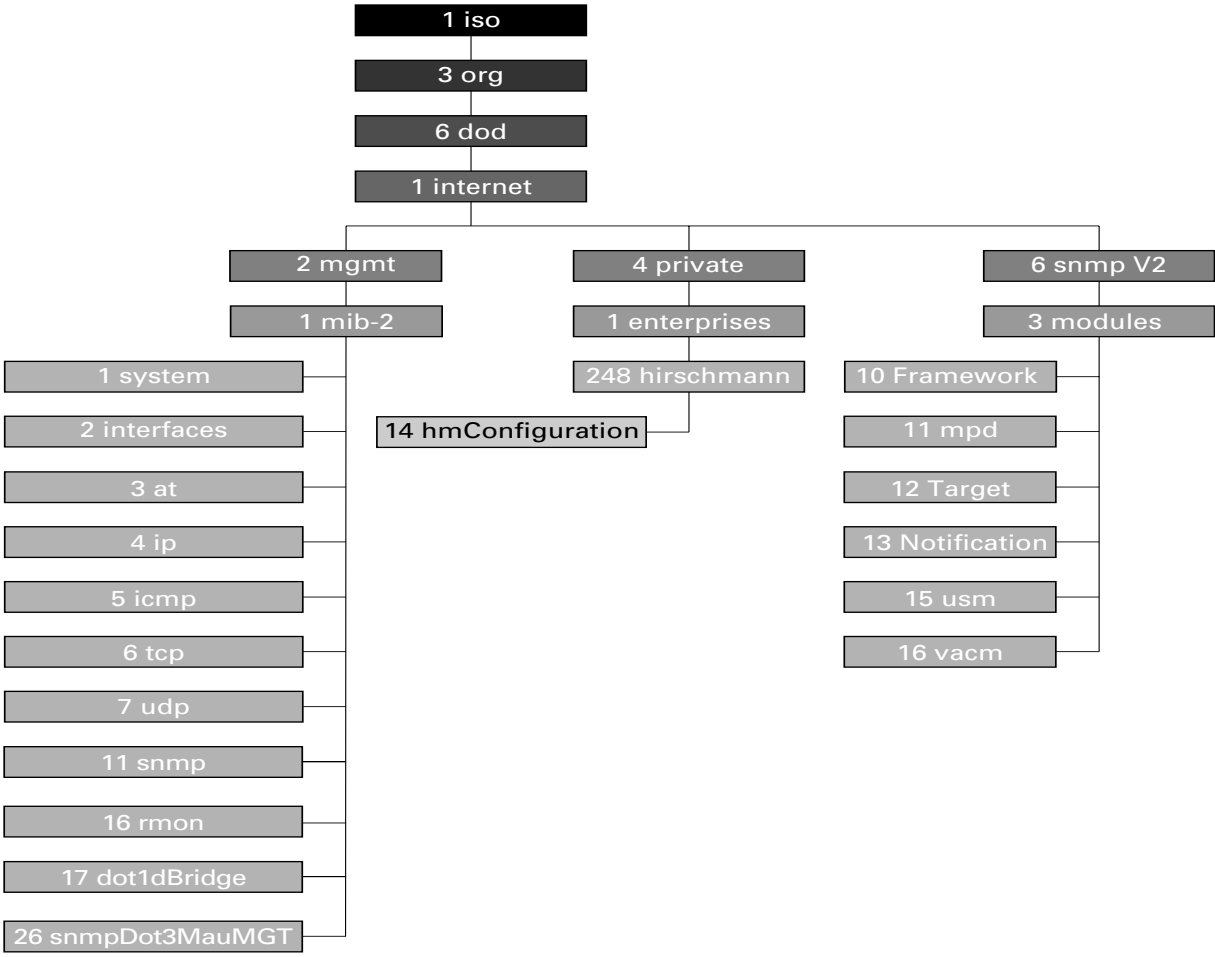 1 iso
3 org
6 dod
1 internet
2 mgmt
4 private
6 snmp V2
1 mib-2
1 enterprises
3 modules
1 system
248 hirschmann
10 Framework
2 interfaces
14 hmConfiguration
11 mpd
3 at
12 Target
4 ip
13 Notification
5 icmp
15 usm
6 tcp
16 vacm
7 udp
11 snmp
16 rmon
17 dot1dBridge
26 snmpDot3MauMGT